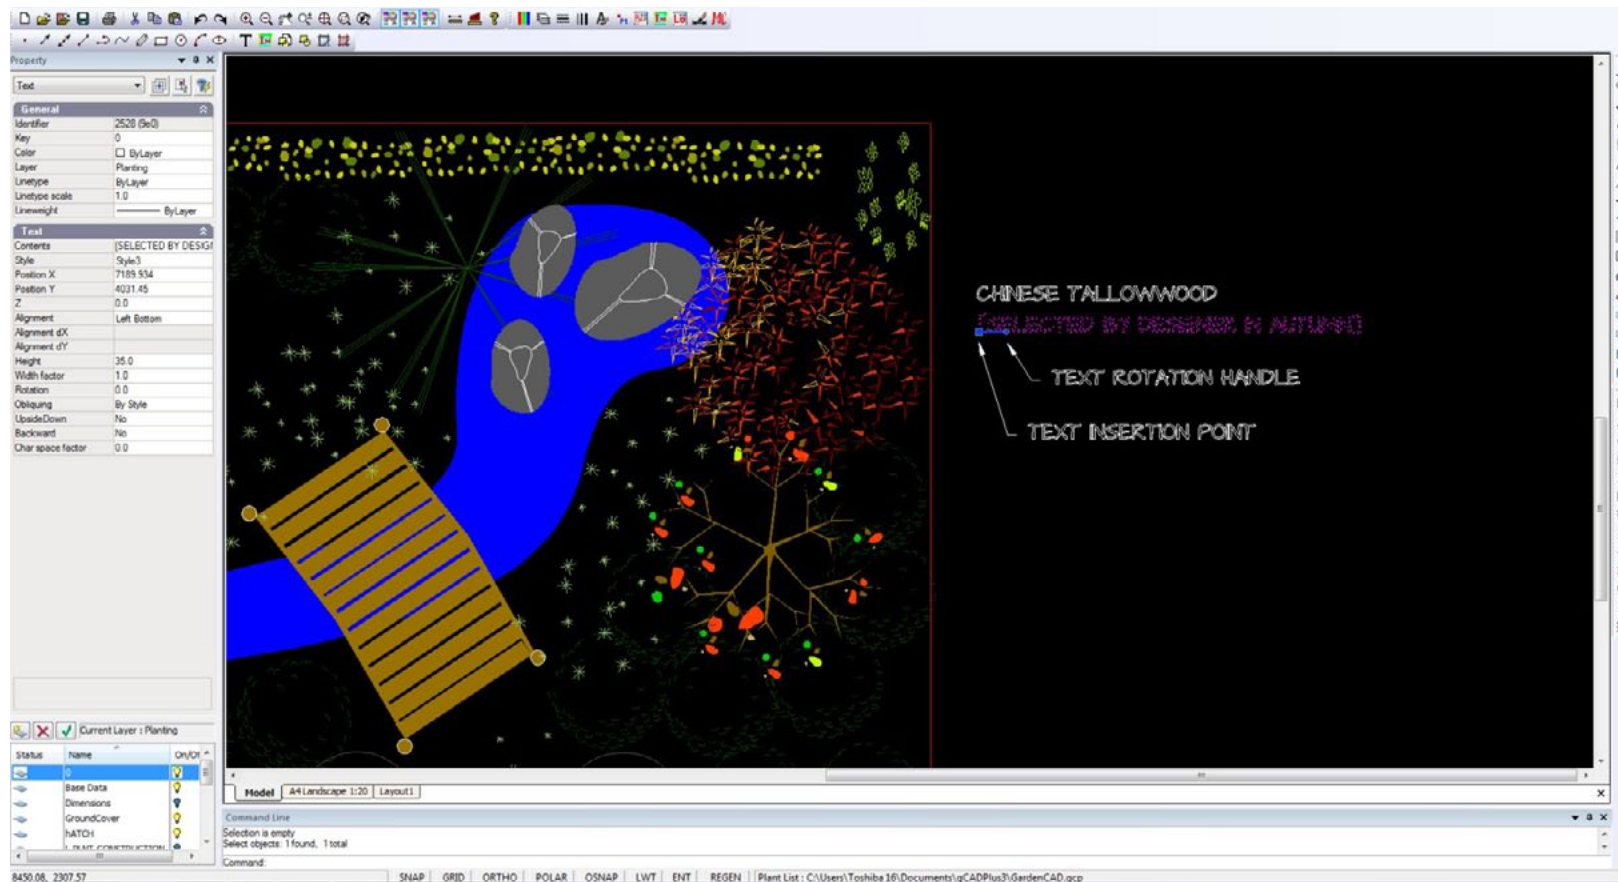 Property
Text
General
Identifier 2528 (9e0)
Key 0
Color ByLayer
Layer Planting
Linetype ByLayer
Linetype scale 1.0
Lineweight ByLayer
Text
Contents [SELECTED BY DESIGN
Style Style3
Position X 7189.934
Position Y 4031.45
Z 0.0
Alignment Left Bottom
Alignment dX
Alignment dY
Height 35.0
Width factor 1.0
Rotation 0.0
Obliquing By Style
UpsideDown No
Backward No
Char space factor 0.0
Current Layer : Planting
Status Name On/Of
0
Base Data
Dimensions
GroundCover
hATCH
CHINESE TALLOWWOOD
[SELECTED BY DESIGNER IN AUTUMN]
TEXT ROTATION HANDLE
TEXT INSERTION POINT
Model A4 Landscape 1:20 Layout1
Command Line
Selection is empty
Select objects: 1 found, 1 total
Command:
8450.08, 2307.57 SNAP GRID ORTHO POLAR OSNAP LWT ENT REGEN Plant List : C:\Users\Toshiba 16\Documents\gCADPlus3\GardenCAD.gcp